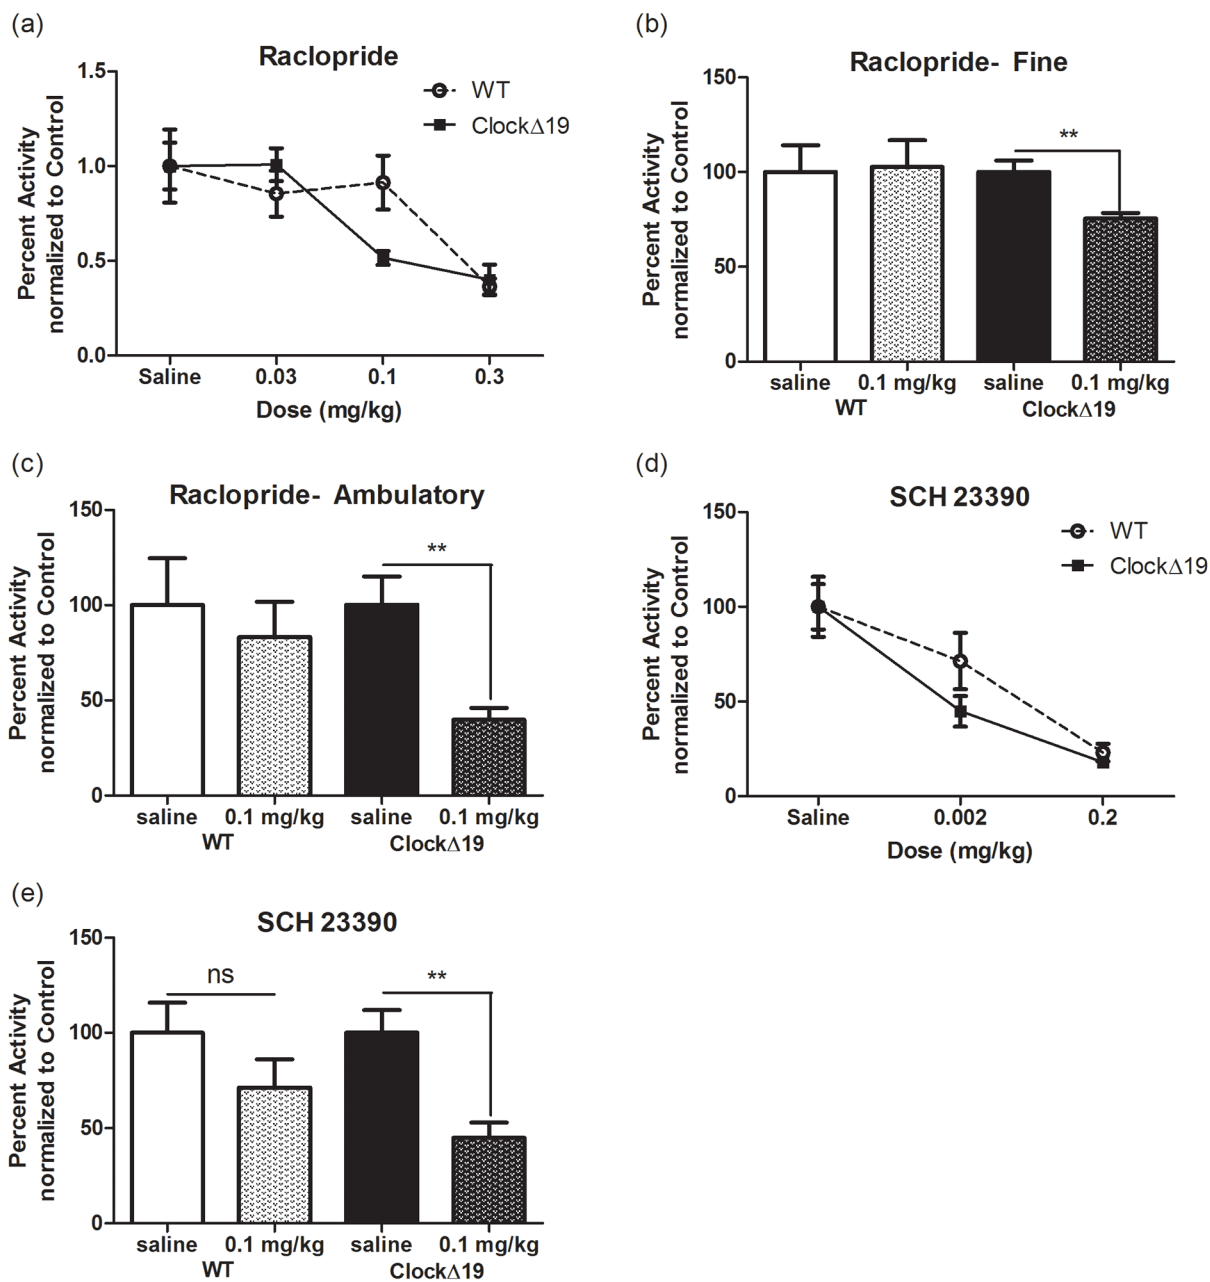 (a)
Raclopride
WT
ClockΔ19
Percent Activity
normalized to Control
1.5
1.0
0.5
0.0
Saline 0.03 0.1 0.3
Dose (mg/kg)
(b)
Raclopride- Fine
Percent Activity
normalized to Control
150
100
50
0
**
saline 0.1 mg/kg saline 0.1 mg/kg
WT ClockΔ19
(c)
Raclopride- Ambulatory
Percent Activity
normalized to Control
150
100
50
0
**
saline 0.1 mg/kg saline 0.1 mg/kg
WT ClockΔ19
(d)
SCH 23390
WT
ClockΔ19
Percent Activity
normalized to Control
150
100
50
0
Saline 0.002 0.2
Dose (mg/kg)
(e)
SCH 23390
Percent Activity
normalized to Control
150
100
50
0
ns **
saline 0.1 mg/kg saline 0.1 mg/kg
WT ClockΔ19